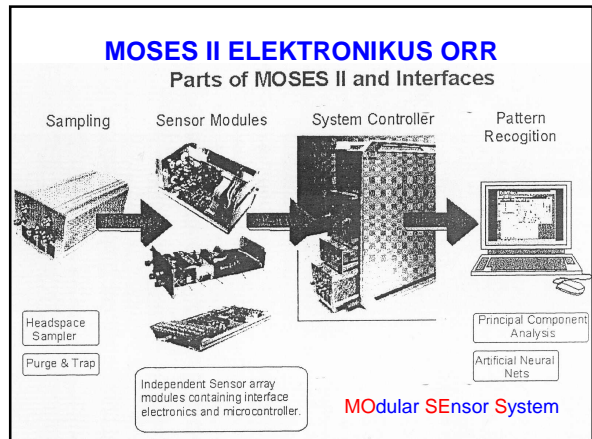 MOSES II ELEKTRONIKUS ORR
Parts of MOSES II and Interfaces
Sampling
Sensor Modules
System Controller
Pattern
Recogition
Headspace
Sampler
Purge & Trap
Independent Sensor array
modules containing interface
electronics and microcontroller.
Principal Component
Analysis
Artificial Neural
Nets
MOdular SEnsor System